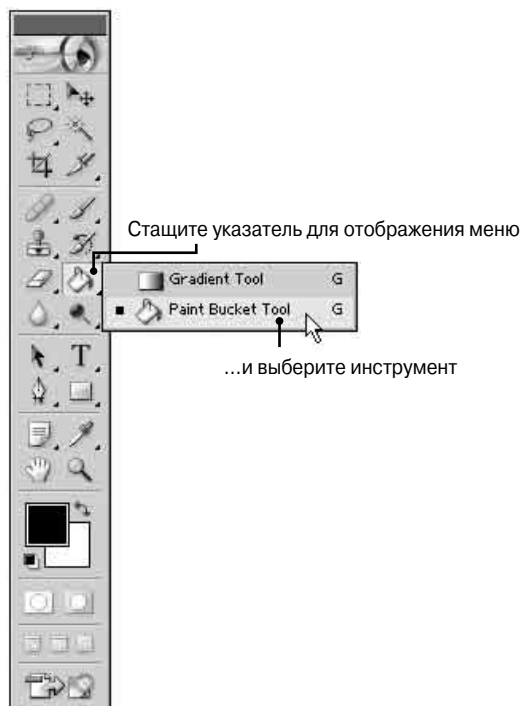 Стащите указатель для отображения меню
Gradient Tool G
Paint Bucket Tool G
...и выберите инструмент
T